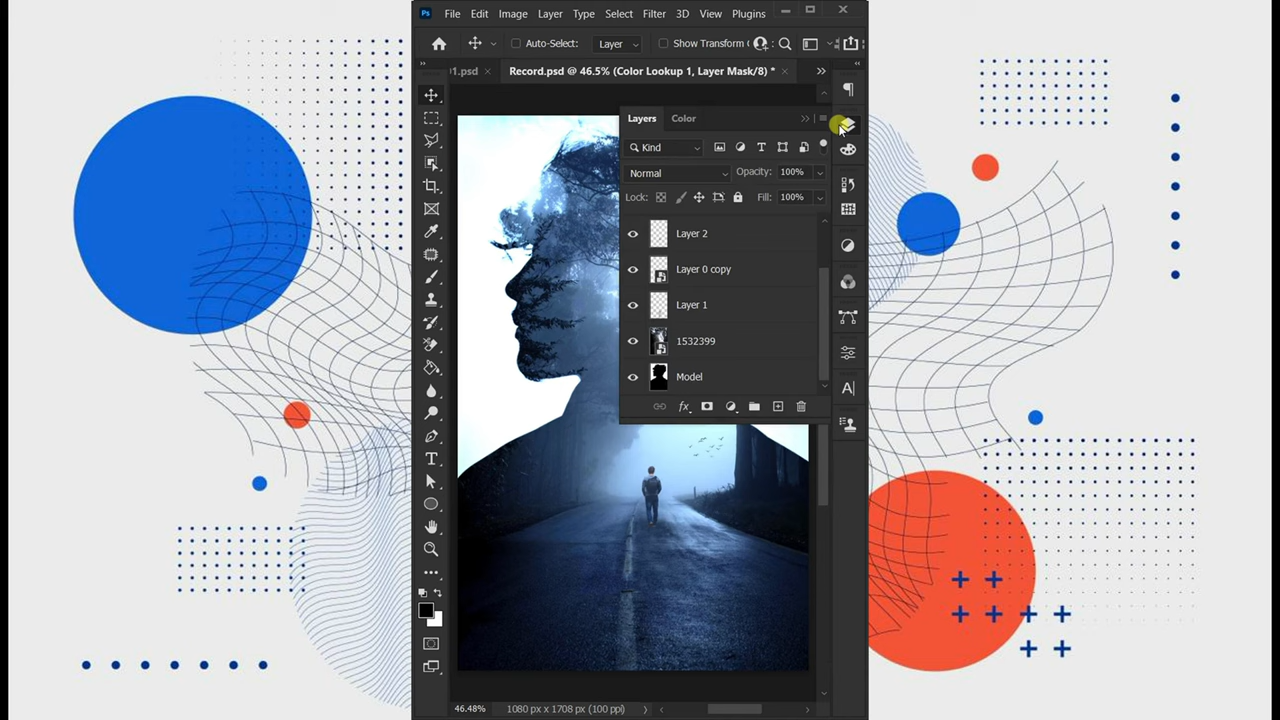 Ps File Edit Image Layer Type Select Filter 3D View Plugins
Auto-Select: Layer Show Transform
1.psd × Record.psd @ 46.5% (Color Lookup 1, Layer Mask/8) * ×
Layers Color
Kind
Normal Opacity: 100%
Lock: Fill: 100%
Layer 2
Layer 0 copy
Layer 1
1532399
Model
fx
46.48% 1080 px x 1708 px (100 ppi)